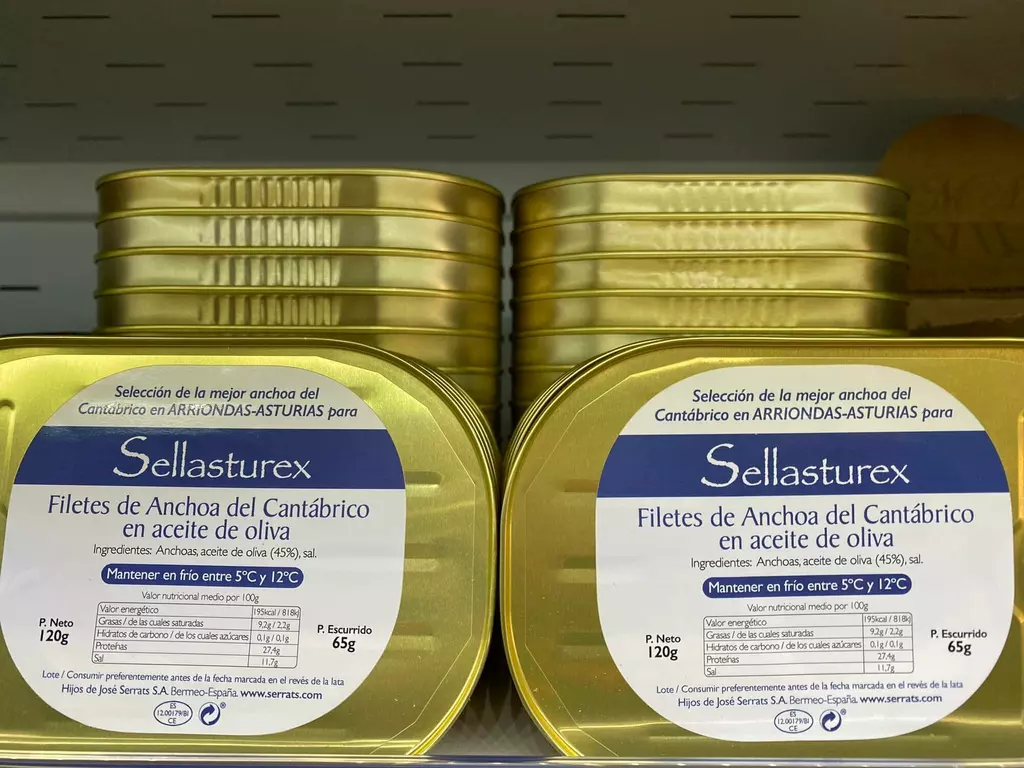 Selección de la mejor anchoa del
Cantábrico en ARRIONDAS-ASTURIAS para
Sellasturex
Filetes de Anchoa del Cantábrico
en aceite de oliva
Ingredientes: Anchoas, aceite de oliva (45%), sal.
Mantener en frío entre 5ºC y 12ºC
Valor nutricional medio por 100g
Valor energético 195kcal / 818kj
Grasas / de las cuales saturadas 9,2g / 2,2g
Hidratos de carbono / de los cuales azúcares 0,1g / 0,1g
Proteínas 27,4g
Sal 11,7g
P. Neto
120g
P. Escurrido
65g
Lote / Consumir preferentemente antes de la fecha marcada en el revés de la lata
Hijos de José Serrats S.A. Bermeo-España. www.serrats.com
ES
12.00179/BI
CE
®
Selección de la mejor anchoa del
Cantábrico en ARRIONDAS-ASTURIAS para
Sellasturex
Filetes de Anchoa del Cantábrico
en aceite de oliva
Ingredientes: Anchoas, aceite de oliva (45%), sal.
Mantener en frío entre 5ºC y 12ºC
Valor nutricional medio por 100g
Valor energético 195kcal / 818kj
Grasas / de las cuales saturadas 9,2g / 2,2g
Hidratos de carbono / de los cuales azúcares 0,1g / 0,1g
Proteínas 27,4g
Sal 11,7g
P. Neto
120g
P. Escurrido
65g
Lote / Consumir preferentemente antes de la fecha marcada en el revés de la lata
Hijos de José Serrats S.A. Bermeo-España. www.serrats.com
ES
12.00179/BI
CE
®